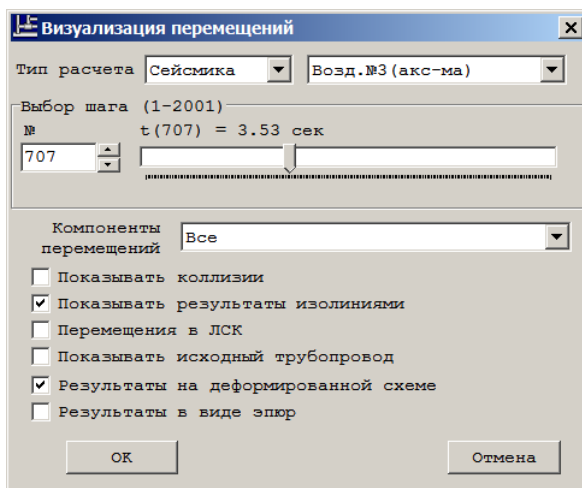 Визуализация перемещений
Тип расчета Сейсмика Возд.№3(акс-ма)
Выбор шага (1-2001)
№ t(707) = 3.53 сек
707
Компоненты
перемещений Все
Показывать коллизии
Показывать результаты изолиниями
Перемещения в ЛСК
Показывать исходный трубопровод
Результаты на деформированной схеме
Результаты в виде эпюр
OK Отмена